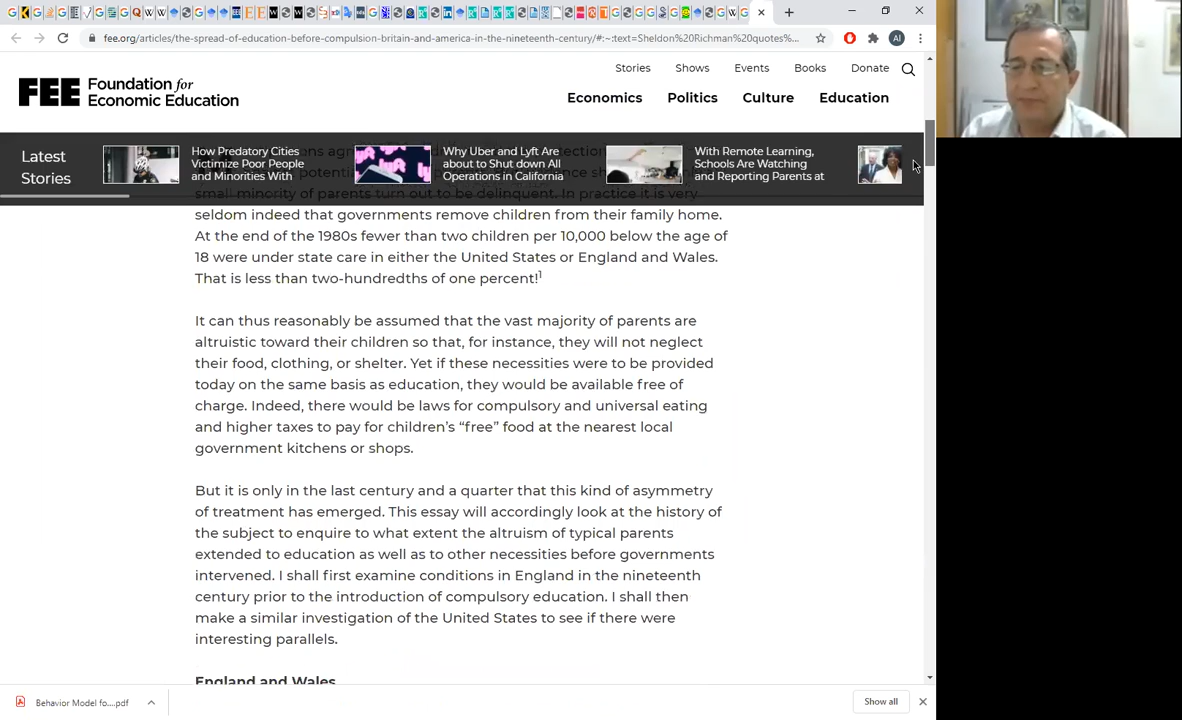 fee.org/articles/the-spread-of-education-before-compulsion-britain-and-america-in-the-nineteenth-century/#:~:text=Sheldon%20Richman%20quotes%...
AI
FEE
Foundation for
Economic Education
Stories Shows Events Books Donate
Economics Politics Culture Education
Latest
Stories
How Predatory Cities
Victimize Poor People
and Minorities With
Why Uber and Lyft Are
about to Shut down All
Operations in California
With Remote Learning,
Schools Are Watching
and Reporting Parents at
small minority of parents turn out to be delinquent. In practice it is very
seldom indeed that governments remove children from their family home.
At the end of the 1980s fewer than two children per 10,000 below the age of
18 were under state care in either the United States or England and Wales.
That is less than two-hundredths of one percent!1
It can thus reasonably be assumed that the vast majority of parents are
altruistic toward their children so that, for instance, they will not neglect
their food, clothing, or shelter. Yet if these necessities were to be provided
today on the same basis as education, they would be available free of
charge. Indeed, there would be laws for compulsory and universal eating
and higher taxes to pay for children's “free” food at the nearest local
government kitchens or shops.
But it is only in the last century and a quarter that this kind of asymmetry
of treatment has emerged. This essay will accordingly look at the history of
the subject to enquire to what extent the altruism of typical parents
extended to education as well as to other necessities before governments
intervened. I shall first examine conditions in England in the nineteenth
century prior to the introduction of compulsory education. I shall then
make a similar investigation of the United States to see if there were
interesting parallels.
England and Wales
Behavior Model fo....pdf
Show all